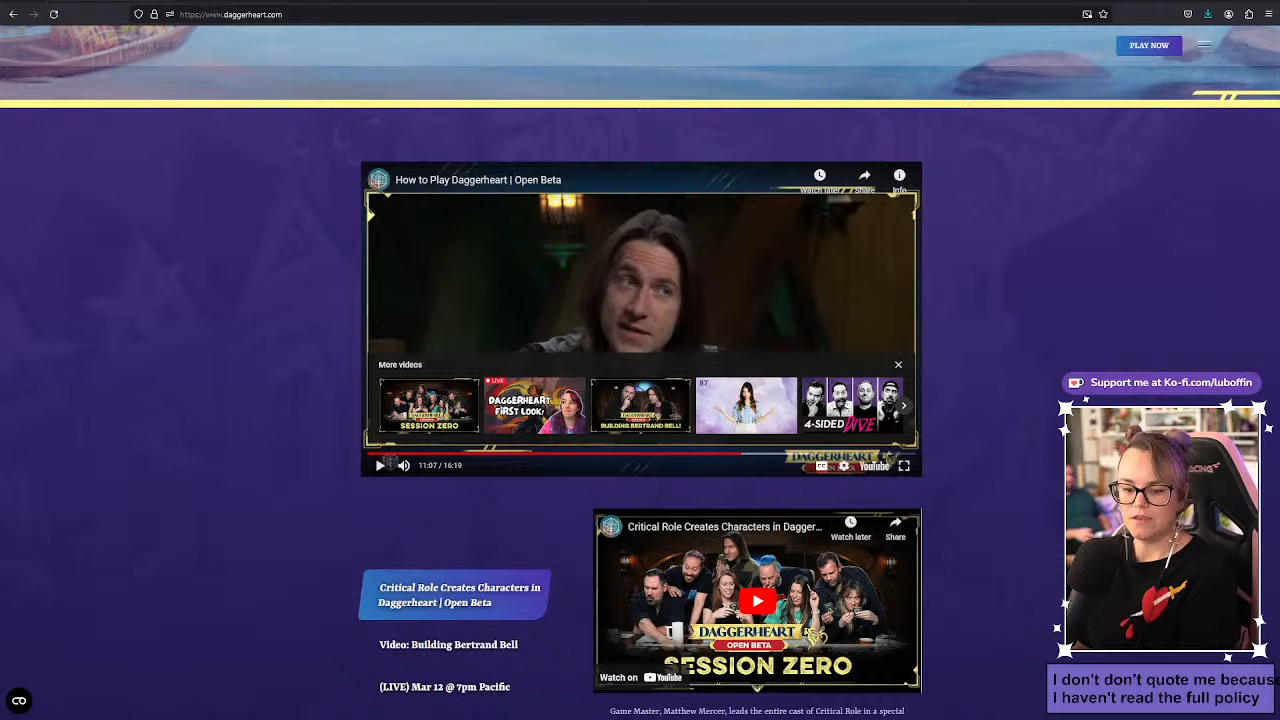 https://www.daggerheart.com
PLAY NOW
How to Play Daggerheart | Open Beta
Watch later
Share
Info
More videos
SESSION ZERO
LIVE
DAGGERHEART
FIRST LOOK!
BUILDING BERTRAND BELL!
87
4-SIDED DIVE
11:07 / 16:19
DAGGERHEART
CC
YouTube
Support me at Ko-fi.com/luboffin
RACING
Critical Role Creates Characters in Dagger...
Watch later
Share
Critical Role Creates Characters in
Daggerheart | Open Beta
DAGGERHEART
OPEN BETA
SESSION ZERO
Watch on YouTube
Video: Building Bertrand Bell
(LIVE) Mar 12 @ 7pm Pacific
I don't don't quote me because
I haven't read the full policy
Game Master, Matthew Mercer, leads the entire cast of Critical Role in a special